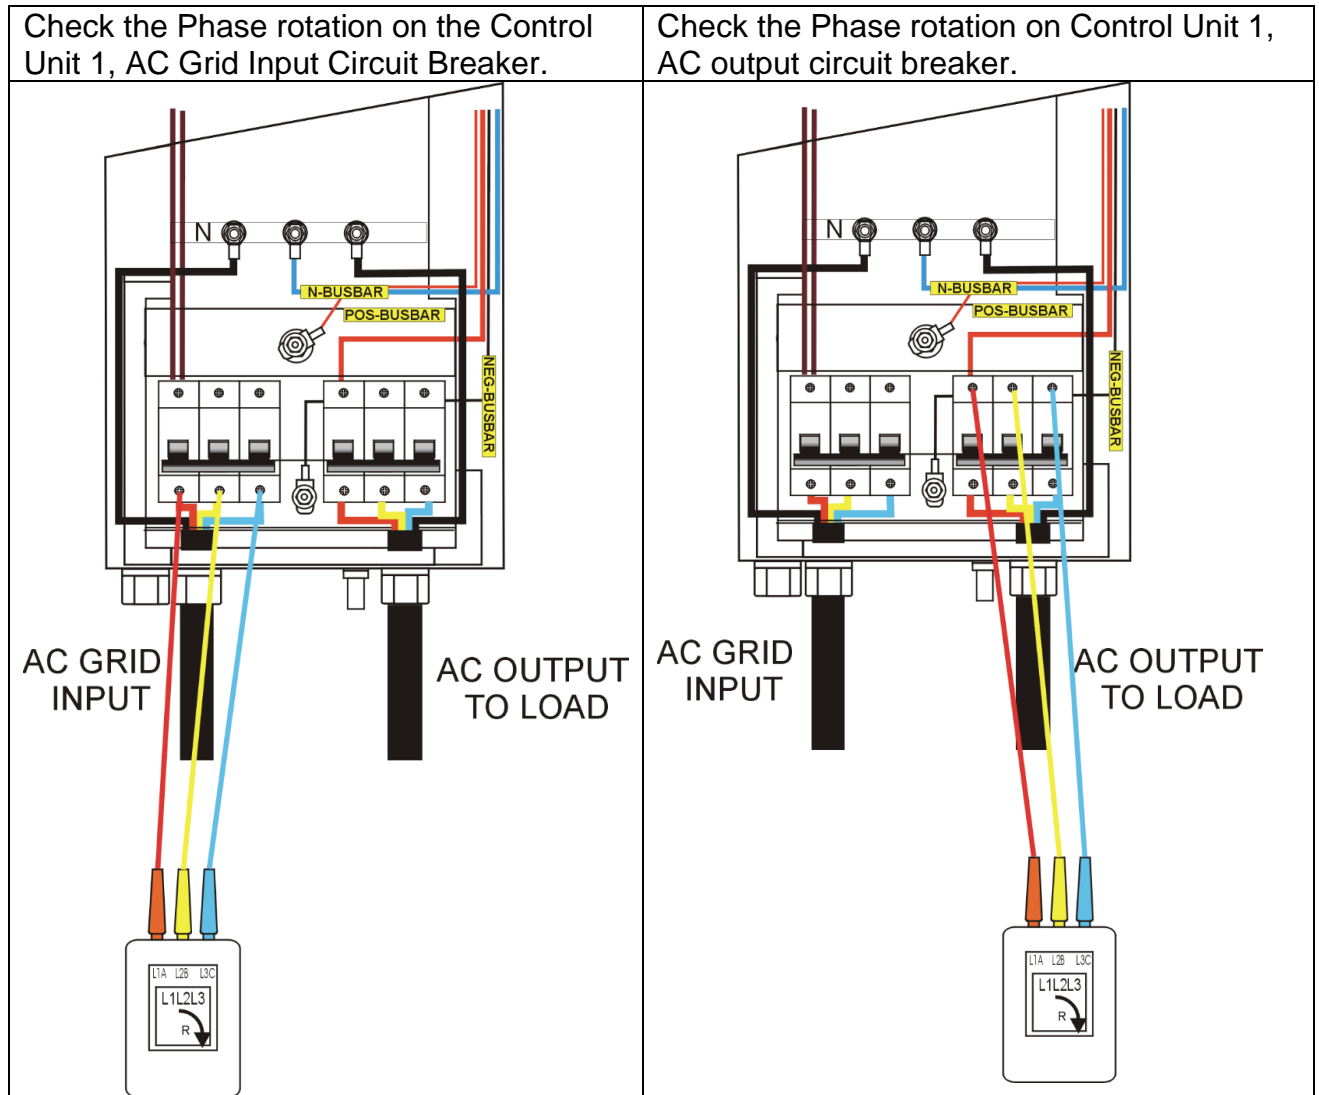 Check the Phase rotation on the Control
Unit 1, AC Grid Input Circuit Breaker.
N
N-BUSBAR
POS-BUSBAR
NEG-BUSBAR
AC GRID
INPUT
AC OUTPUT
TO LOAD
L1A L2B L3C
L1L2L3
R
Check the Phase rotation on Control Unit 1,
AC output circuit breaker.
N
N-BUSBAR
POS-BUSBAR
NEG-BUSBAR
AC GRID
INPUT
AC OUTPUT
TO LOAD
L1A L2B L3C
L1L2L3
R